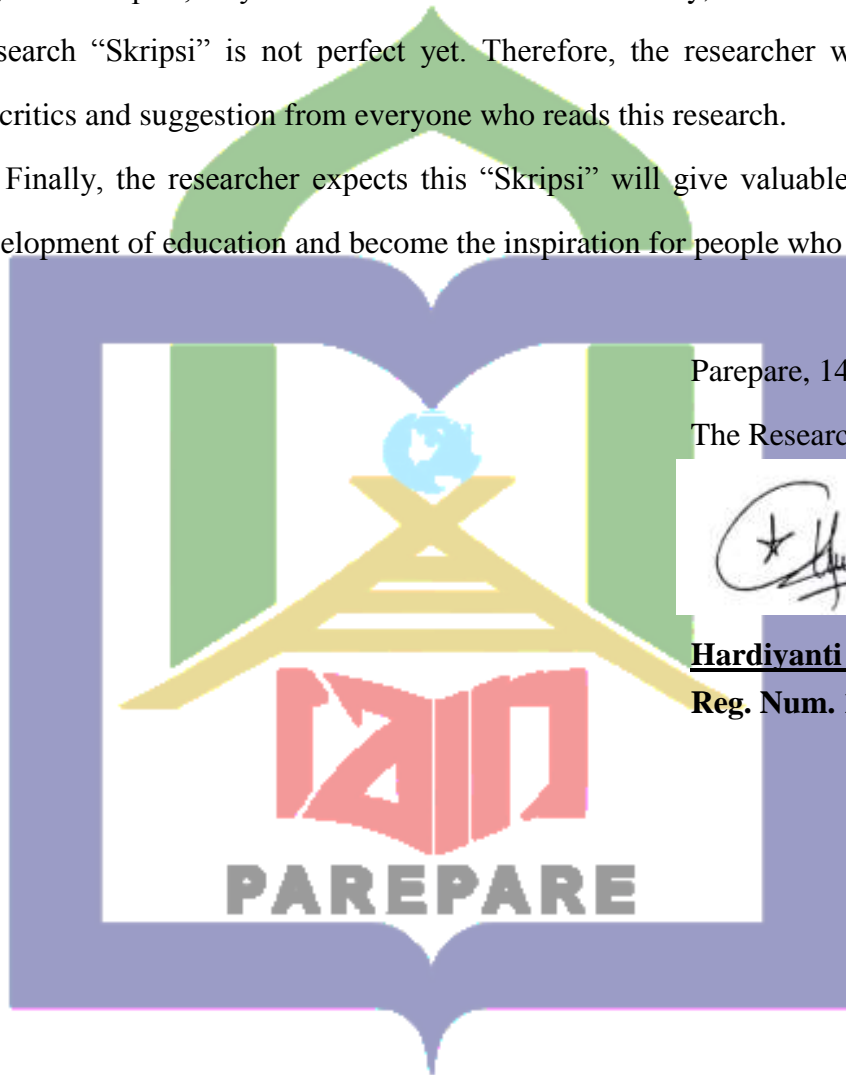 search “Skripsi” is not perfect yet. Therefore, the researcher w
critics and suggestion from everyone who reads this research.
Finally, the researcher expects this “Skripsi” will give valuable
elopment of education and become the inspiration for people who
Parepare, 14
The Researc
Hardiyanti
Reg. Num.
iain
PAREPARE